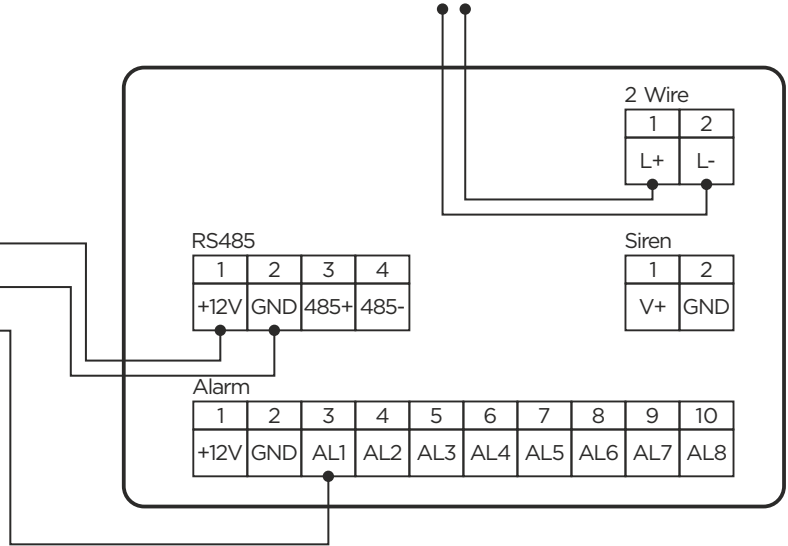 2 Wire
1 2
L+ L-
RS485
1 2 3 4
+12V GND 485+ 485-
Siren
1 2
V+ GND
Alarm
1 2 3 4 5 6 7 8 9 10
+12V GND AL1 AL2 AL3 AL4 AL5 AL6 AL7 AL8